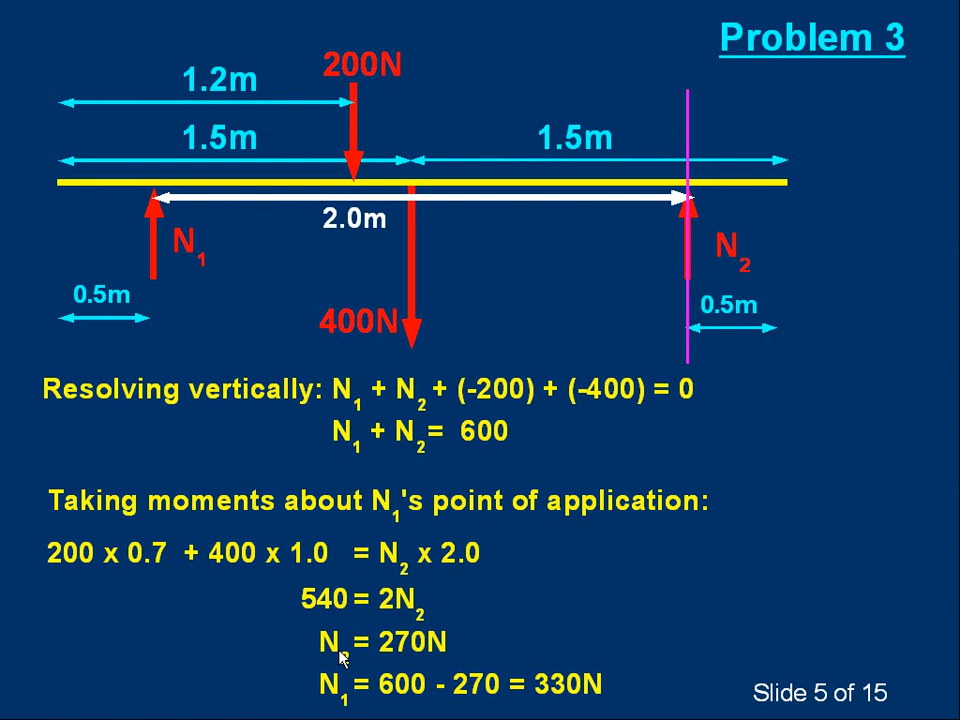 Problem 3
200N
1.2m
1.5m
1.5m
2.0m
N1
N2
0.5m
0.5m
400N
Resolving vertically: N1 + N2 + (-200) + (-400) = 0
N1 + N2 = 600
Taking moments about N1's point of application:
200 x 0.7 + 400 x 1.0 = N2 x 2.0
540 = 2N2
N2 = 270N
N1 = 600 - 270 = 330N
Slide 5 of 15